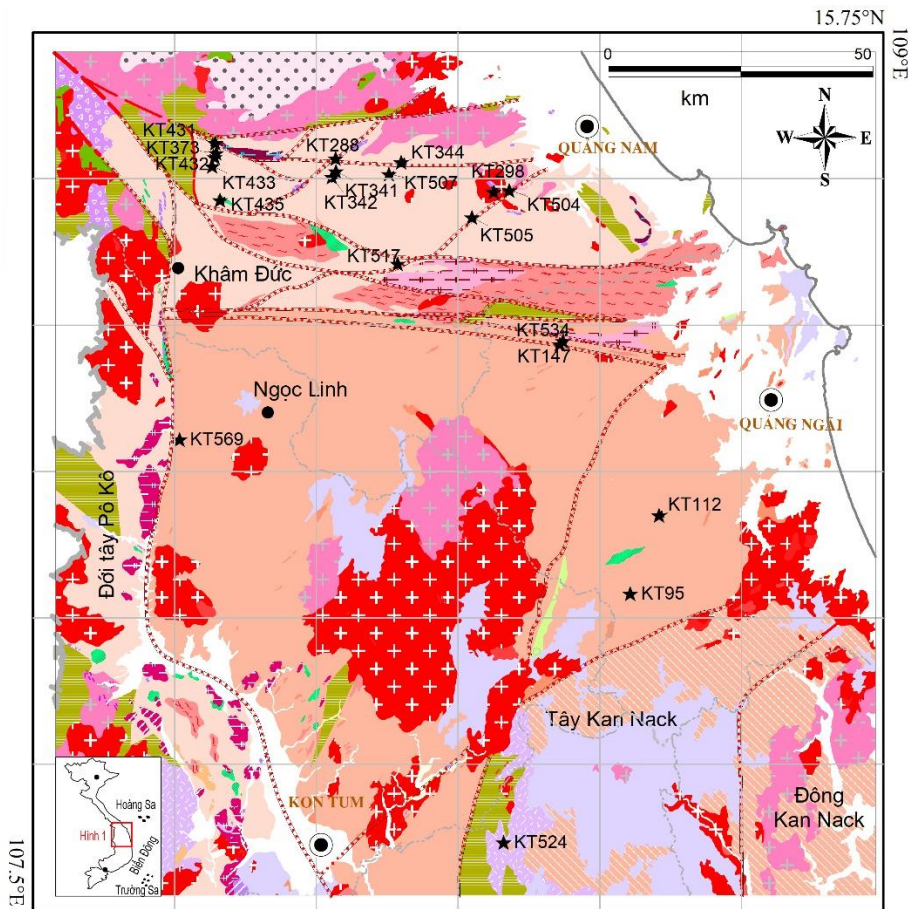 15.75°N
109°E
0
50
km
N
W
E
S
QUẢNG NAM
KT431
KT373
KT432
KT288
KT344
KT298
KT433
KT341
KT507
KT504
KT435
KT342
KT505
KT517
Khâm Đức
KT534
KT147
Ngọc Linh
QUẢNG NGÃI
KT569
KT112
Đới tây Pô Kô
KT95
Tây Kan Nack
KON TUM
Đông
Kan Nack
Hoàng Sa
Hình 1
Biển Đông
Trường Sa
KT524
107.5°E